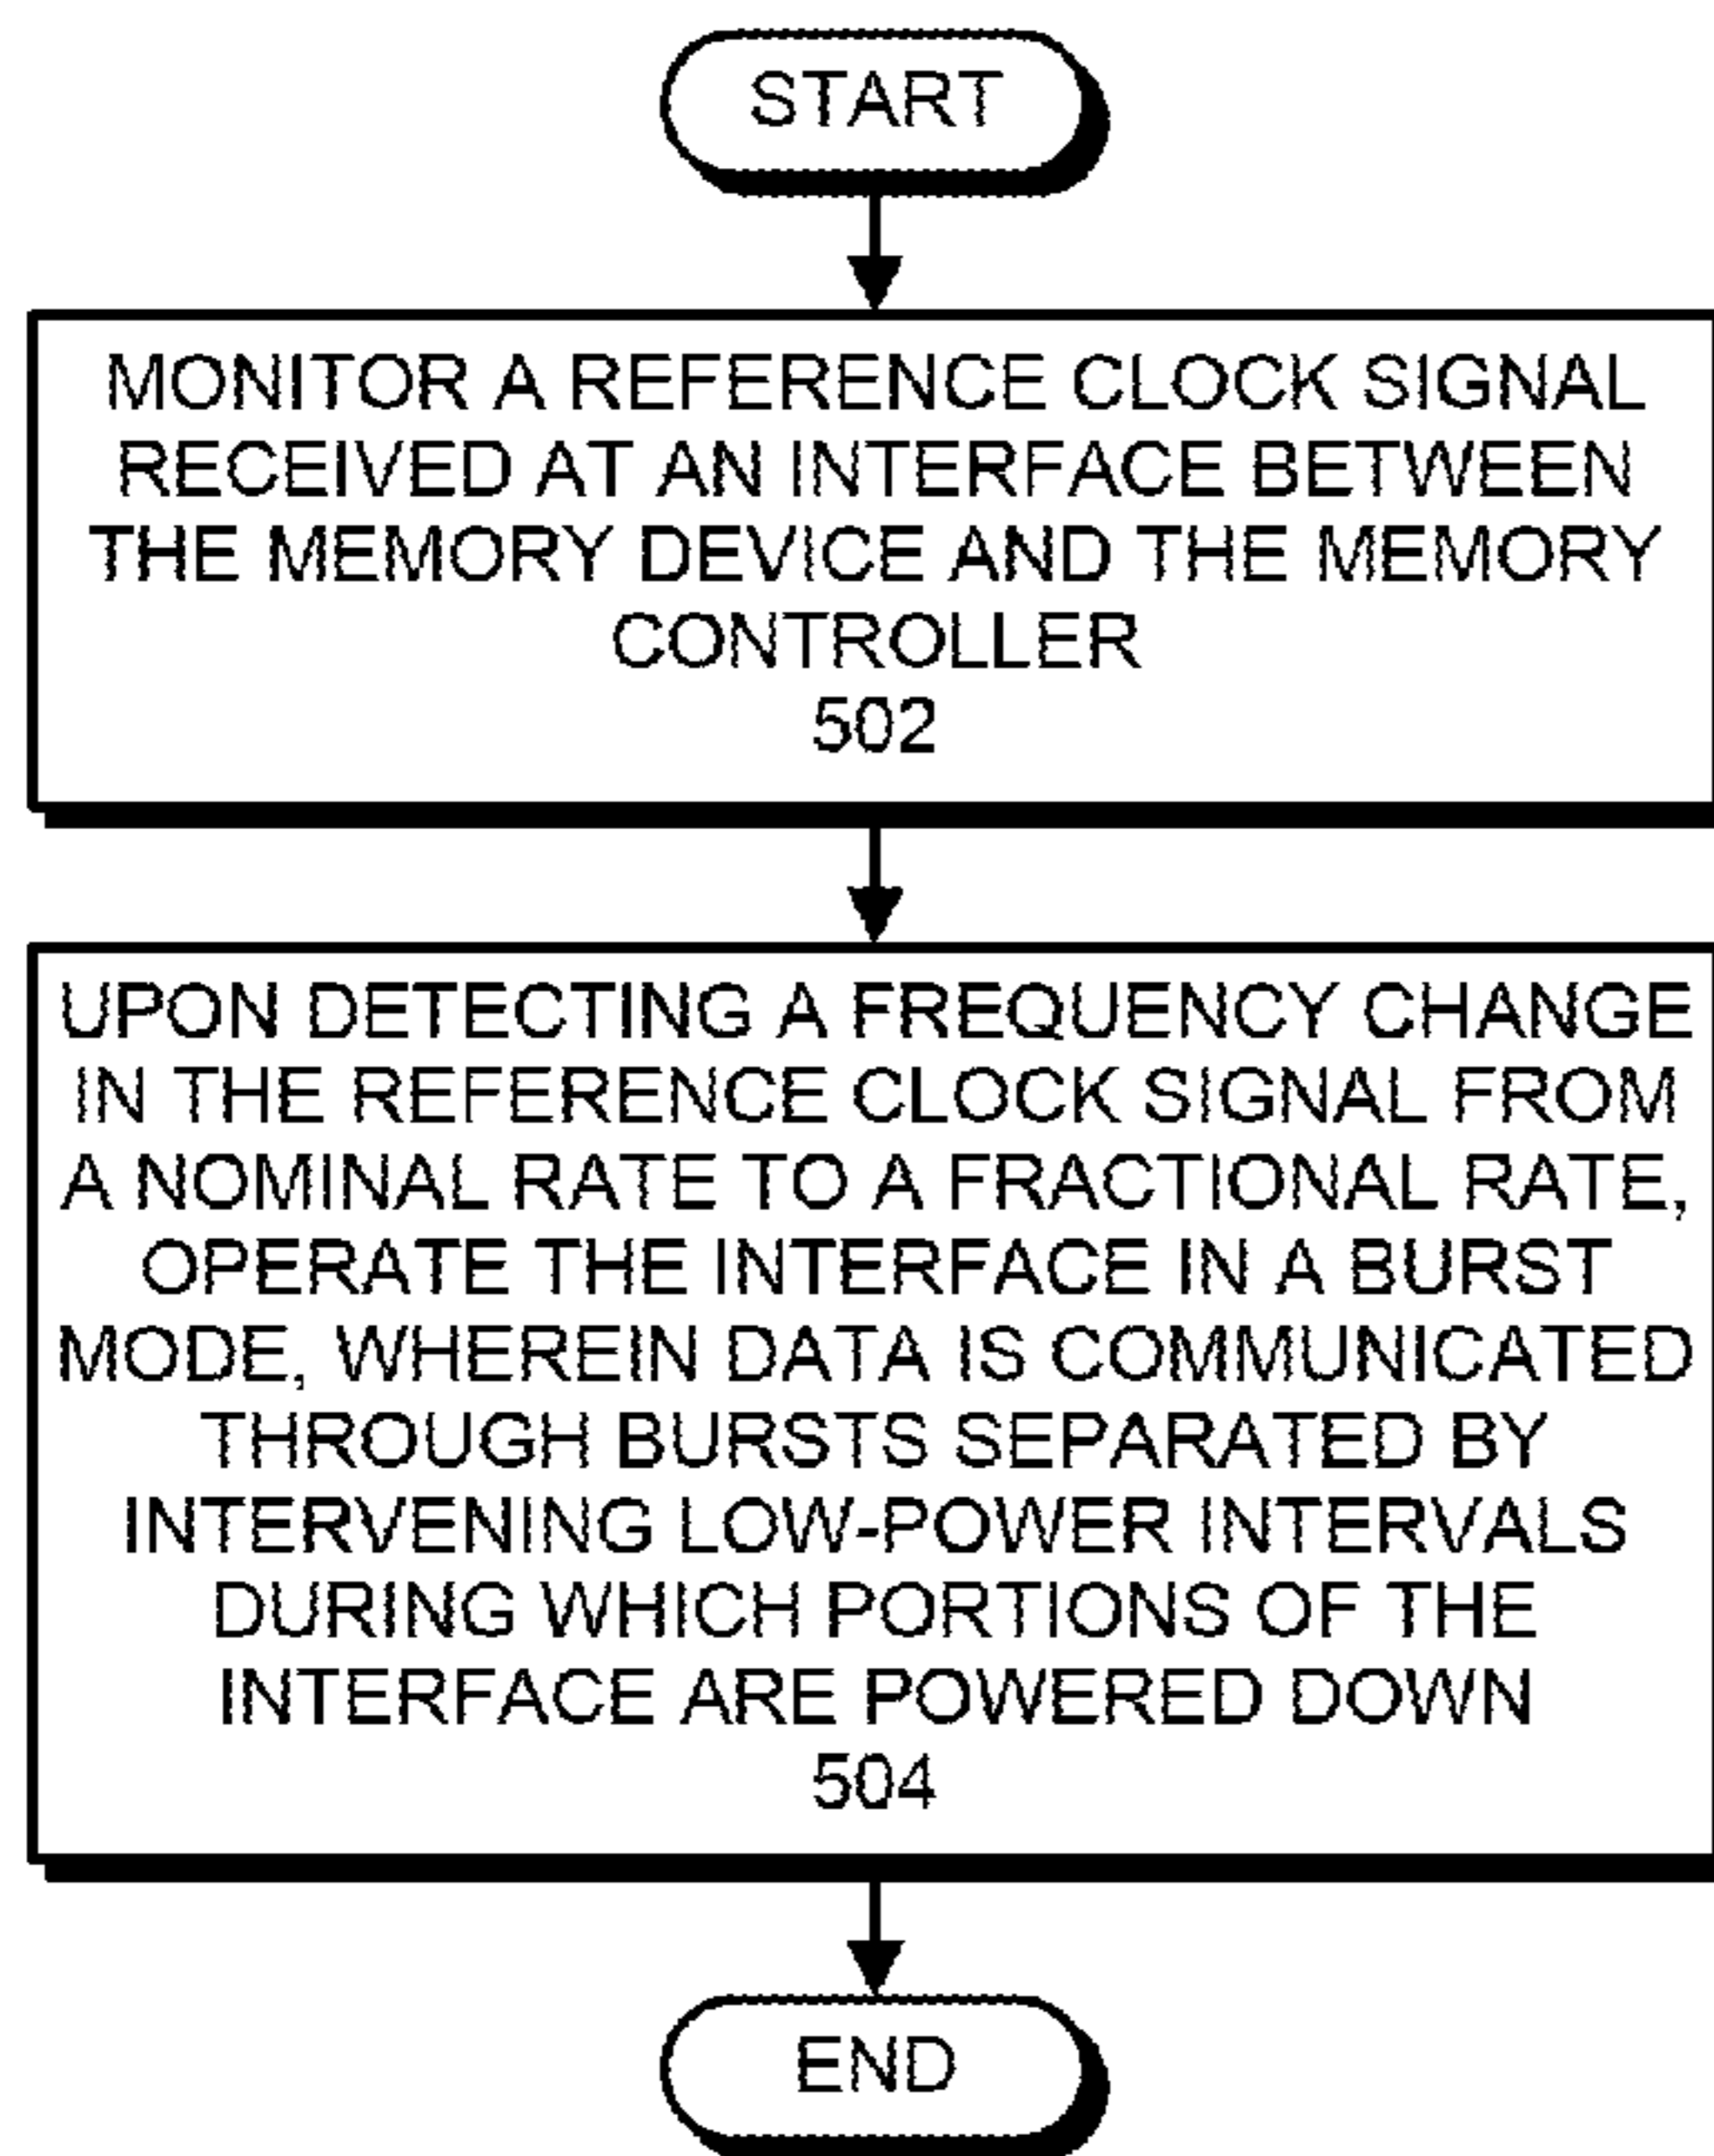 START
MONITOR A REFERENCE CLOCK SIGNAL
RECEIVED AT AN INTERFACE BETWEEN
THE MEMORY DEVICE AND THE MEMORY
CONTROLLER
502
UPON DETECTING A FREQUENCY CHANGE
IN THE REFERENCE CLOCK SIGNAL FROM
A NOMINAL RATE TO A FRACTIONAL RATE,
OPERATE THE INTERFACE IN A BURST
MODE, WHEREIN DATA IS COMMUNICATED
THROUGH BURSTS SEPARATED BY
INTERVENING LOW-POWER INTERVALS
DURING WHICH PORTIONS OF THE
INTERFACE ARE POWERED DOWN
504
END